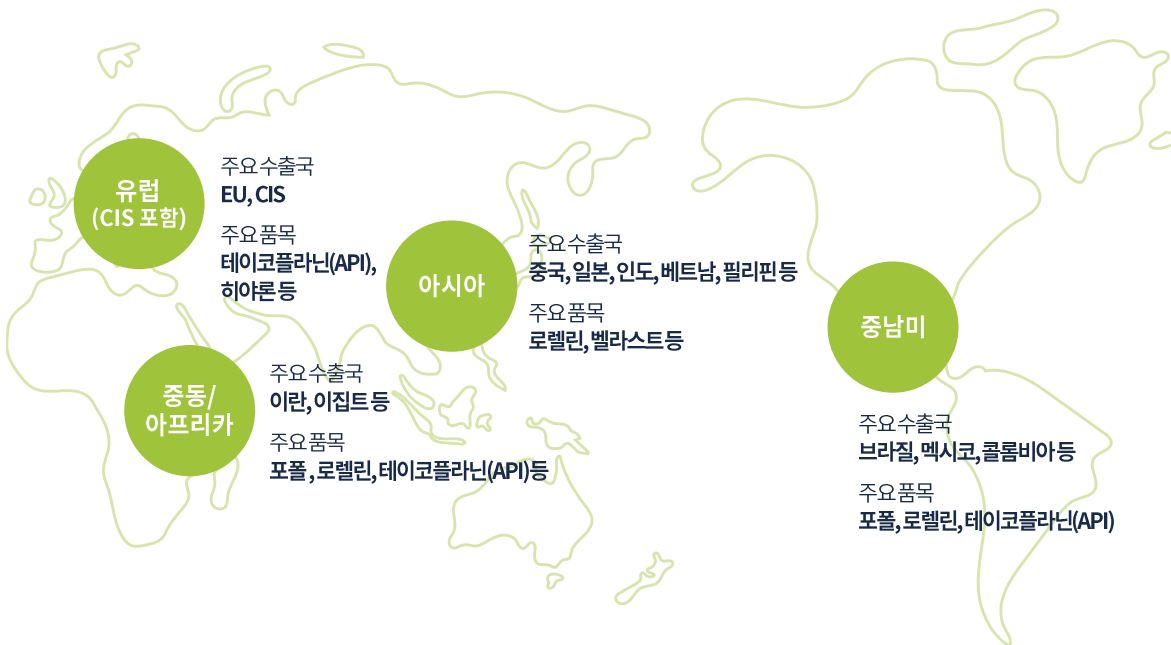 유럽
(CIS 포함)
주요 수출국
EU, CIS
주요 품목
테이코플라닌(API),
히야론 등
아시아
주요 수출국
중국, 일본, 인도, 베트남, 필리핀 등
주요 품목
로렐린, 벨라스트 등
중동/
아프리카
주요 수출국
이란, 이집트 등
주요 품목
포폴, 로렐린, 테이코플라닌(API)등
중남미
주요 수출국
브라질, 멕시코, 콜롬비아 등
주요 품목
포폴, 로렐린, 테이코플라닌(API)